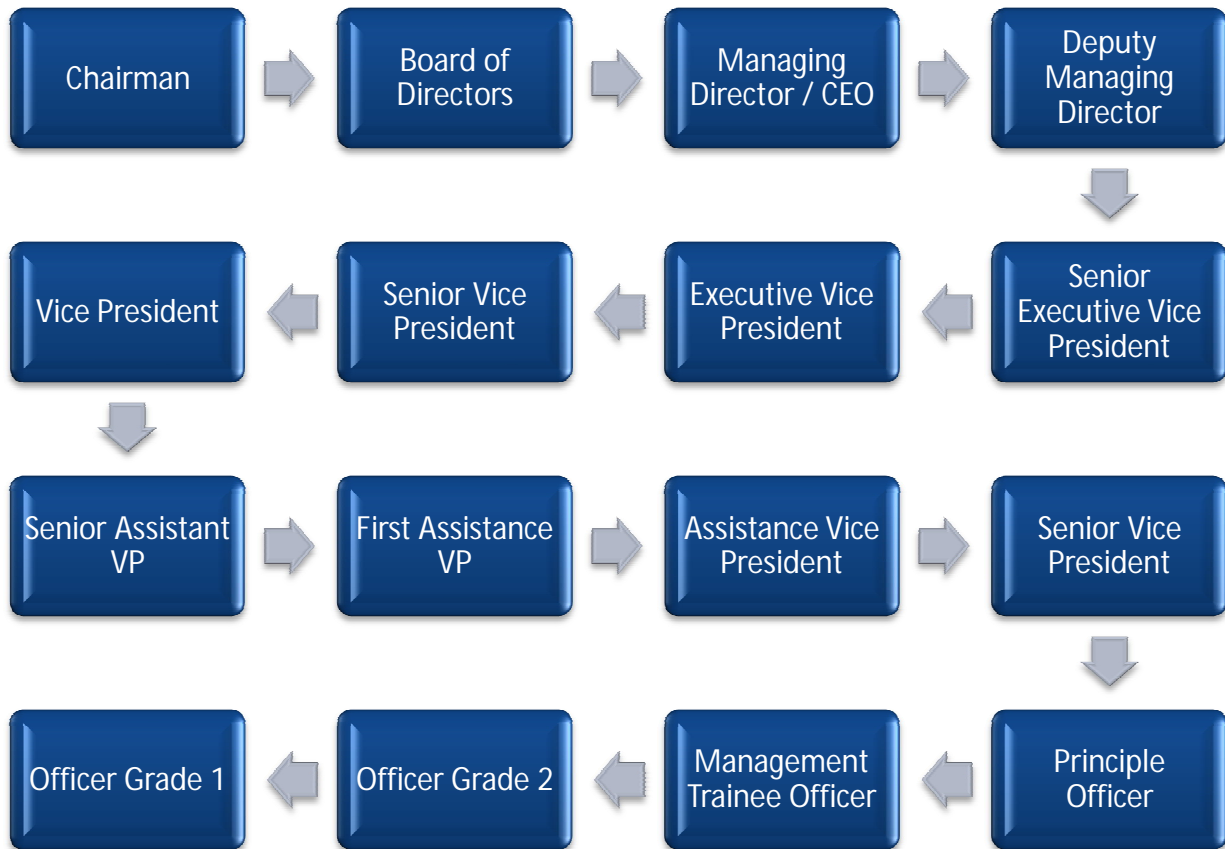 Chairman
Board of
Directors
Managing
Director / CEO
Deputy
Managing
Director
Senior
Executive Vice
President
Executive Vice
President
Senior Vice
President
Vice President
Senior Assistant
VP
First Assistance
VP
Assistance Vice
President
Senior Vice
President
Principle
Officer
Management
Trainee Officer
Officer Grade 2
Officer Grade 1